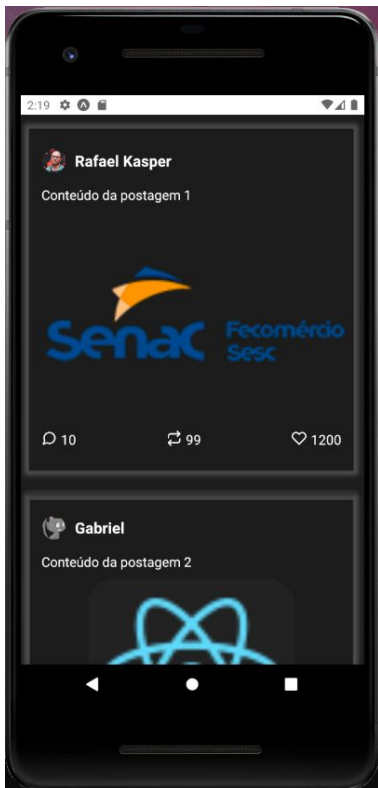 2:19
Rafael Kasper
Conteúdo da postagem 1
Senac
Fecomércio
Sesc
10 99 1200
Gabriel
Conteúdo da postagem 2